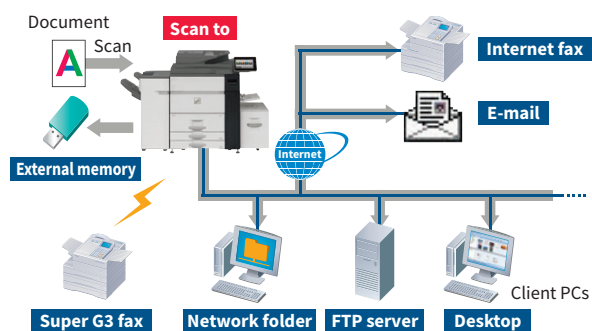 Document
Scan
A
Scan to
Internet fax
E-mail
Internet
External memory
Super G3 fax
Network folder
FTP server
Desktop
Client PCs